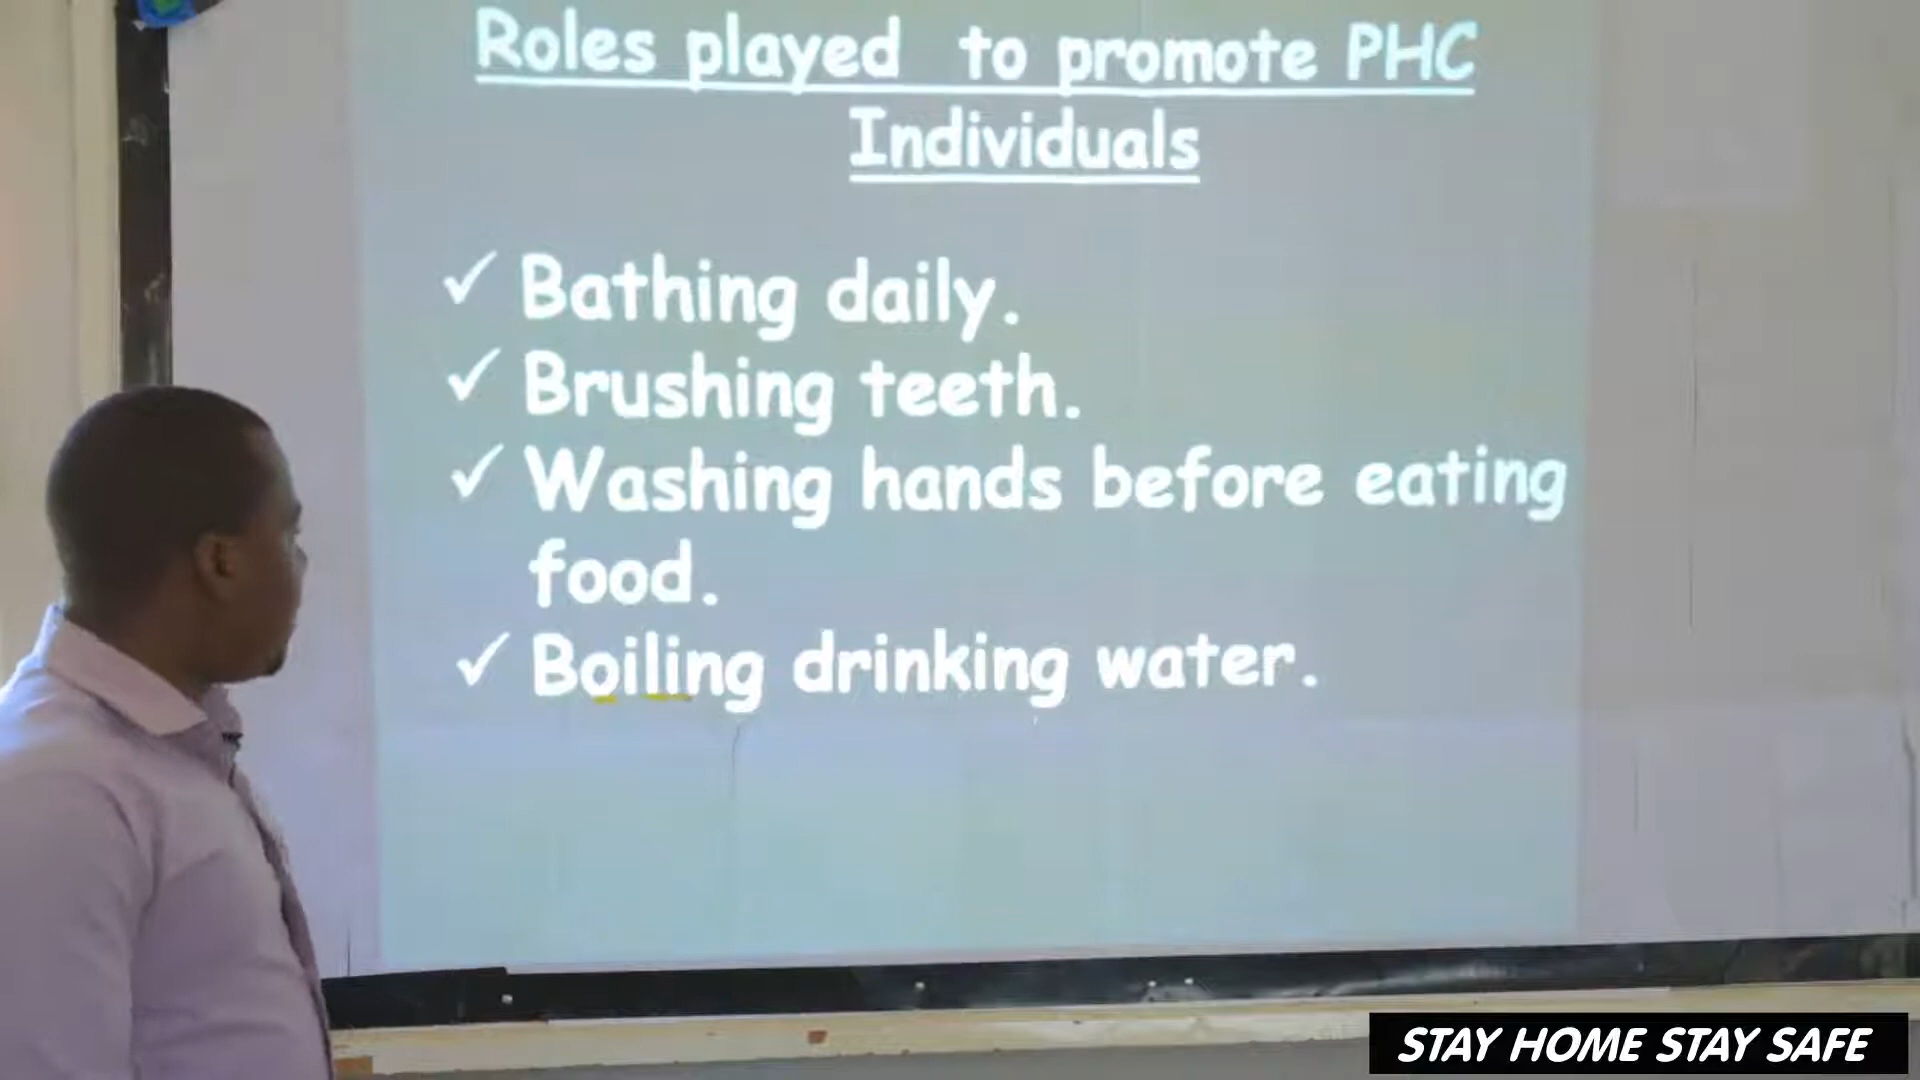 Roles played to promote PHC
Individuals
✓ Bathing daily.
✓ Brushing teeth.
✓ Washing hands before eating
food.
✓ Boiling drinking water.
STAY HOME STAY SAFE